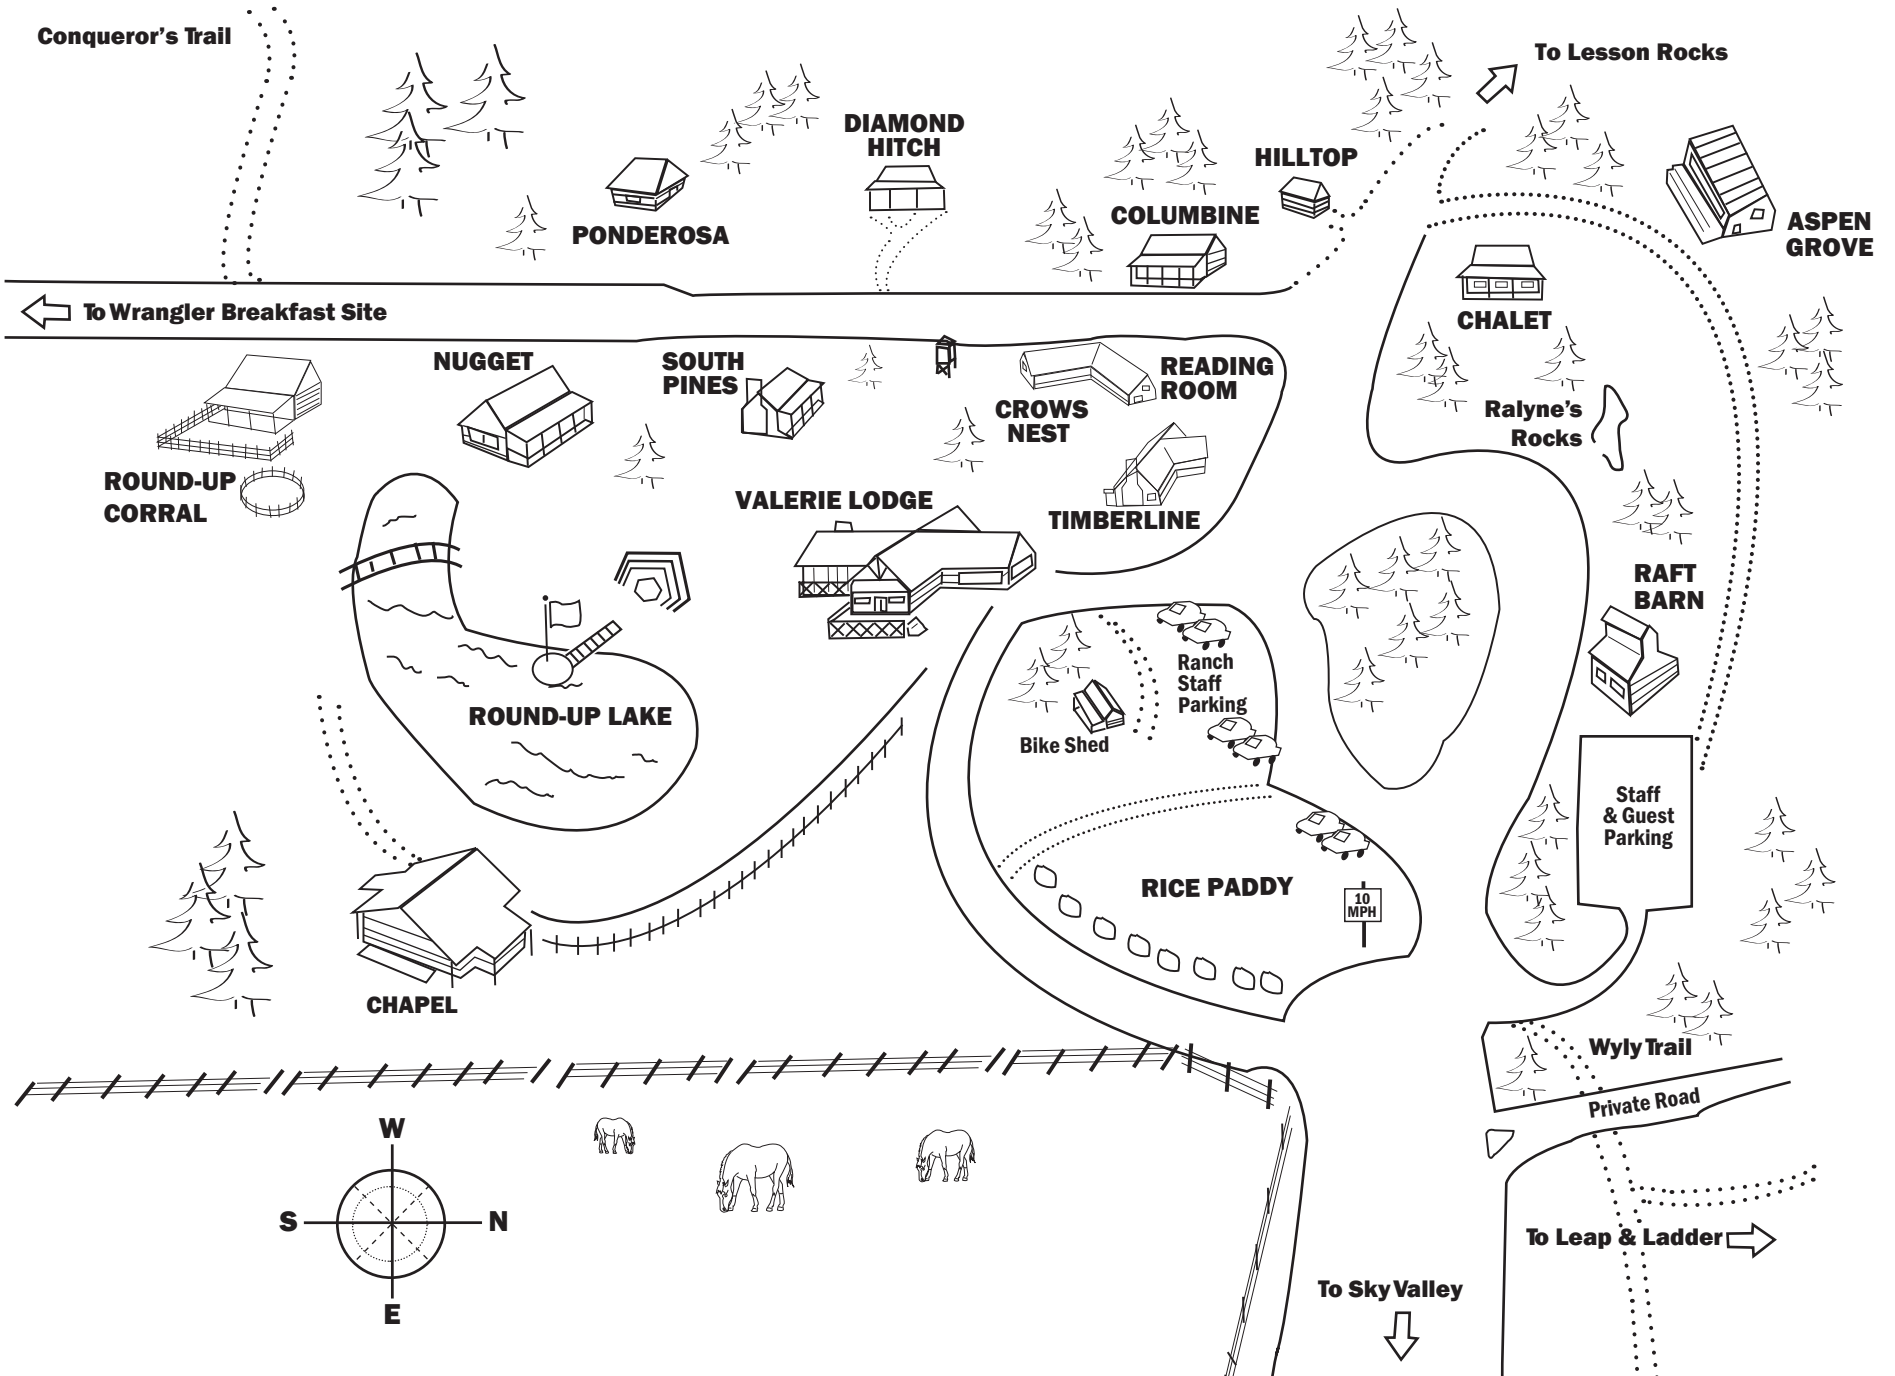 Conqueror's Trail
To Lesson Rocks
DIAMOND
HITCH
HILLTOP
COLUMBINE
PONDEROSA
ASPEN
GROVE
To Wrangler Breakfast Site
CHALET
NUGGET
SOUTH
PINES
READING
ROOM
CROWS
NEST
Ralyne's
Rocks
ROUND-UP
CORRAL
VALERIE LODGE
TIMBERLINE
RAFT
BARN
Ranch
Staff
Parking
Bike Shed
ROUND-UP LAKE
Staff
& Guest
Parking
RICE PADDY
10
MPH
CHAPEL
Wyly Trail
Private Road
W
S
N
E
To Leap & Ladder
To Sky Valley